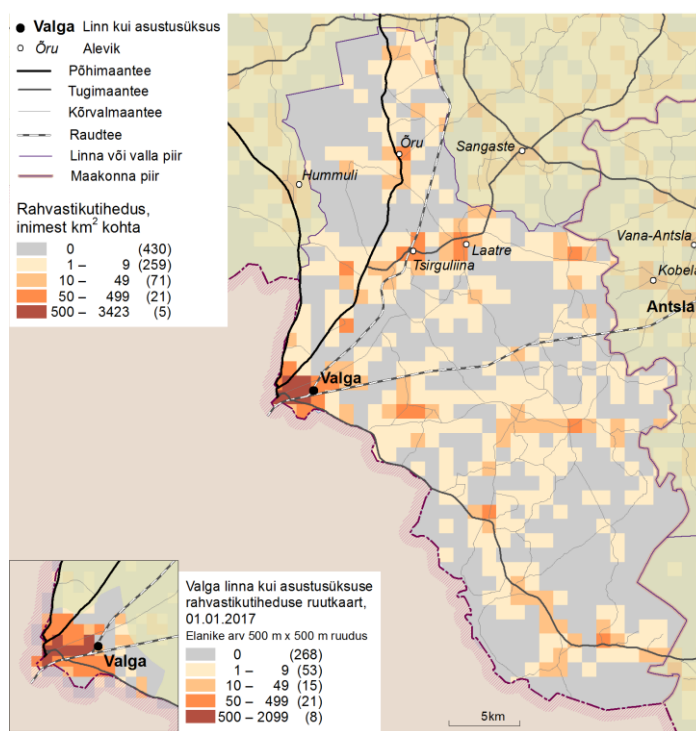 Valga Linn kui asustusüksus
Õru Alevik
Põhimaantee
Tugimaantee
Kõrvalmaantee
Raudtee
Linna või valla piir
Maakonna piir
Rahvastikutihedus,
inimest km² kohta
0 (430)
1 – 9 (259)
10 – 49 (71)
50 – 499 (21)
500 – 3423 (5)
Õru
Sangaste
Hummuli
Vana-Antsla
Laatre
Tsirguliina
Kobela
Antsla
Valga
Valga
Valga linna kui asustusüksuse
rahvastikutiheduse ruutkaart,
01.01.2017
Elanike arv 500 m x 500 m ruudus
0 (268)
1 – 9 (53)
10 – 49 (15)
50 – 499 (21)
500 – 2099 (8)
5km